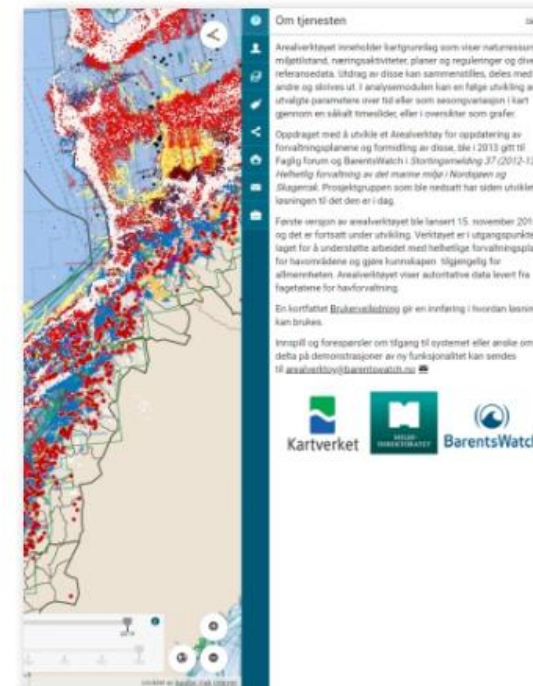 Om tjenesten
Arealverktøyet inneholder kartgrunnlag som viser naturressurser,
miljøtilstand, næringsaktiviteter, planer og reguleringer og
referansedata. Utdrag av disse kan sammenstilles, deles med
andre og skrives ut. I analysemodulen kan en følge utvikling av
utvalgte parametere over tid eller som sesongvariasjon i kart
gjennom en såkalt timeslider, eller i oversikter som grafer.
Oppdraget med å utvikle et Arealverktøy for oppdatering av
forvaltningsplanene og formidling av disse, ble i 2013 gitt til
Faglig forum og BarentsWatch i Stortingsmelding 37 (2012-1
Helhetlig forvaltning av det marine miljø i Nordsjøen og
Skagerrak. Prosjektgruppen som ble nedsatt har siden utviklet
løsningen til det den er i dag.
Første versjon av arealverktøyet ble lansert 15. november 201
og det er fortsatt under utvikling. Verktøyet er i utgangspunktet
laget for å understøtte arbeidet med helhetlige forvaltningspla
for havområdene og gjøre kunnskapen tilgjengelig for
allmennheten. Arealverktøyet viser autoritative data levert fra
fagetatene for havforvaltning.
En kortfattet Brukerveiledning gir en innføring i hvordan løsnin
kan brukes.
Innspill og forespørsler om tilgang til systemet eller ønske om
delta på demonstrasjoner av ny funksjonalitet kan sendes
til arealverktoy@barentswatch.no
Kartverket
MILJØ-
DIREKTORATET
BarentsWatch